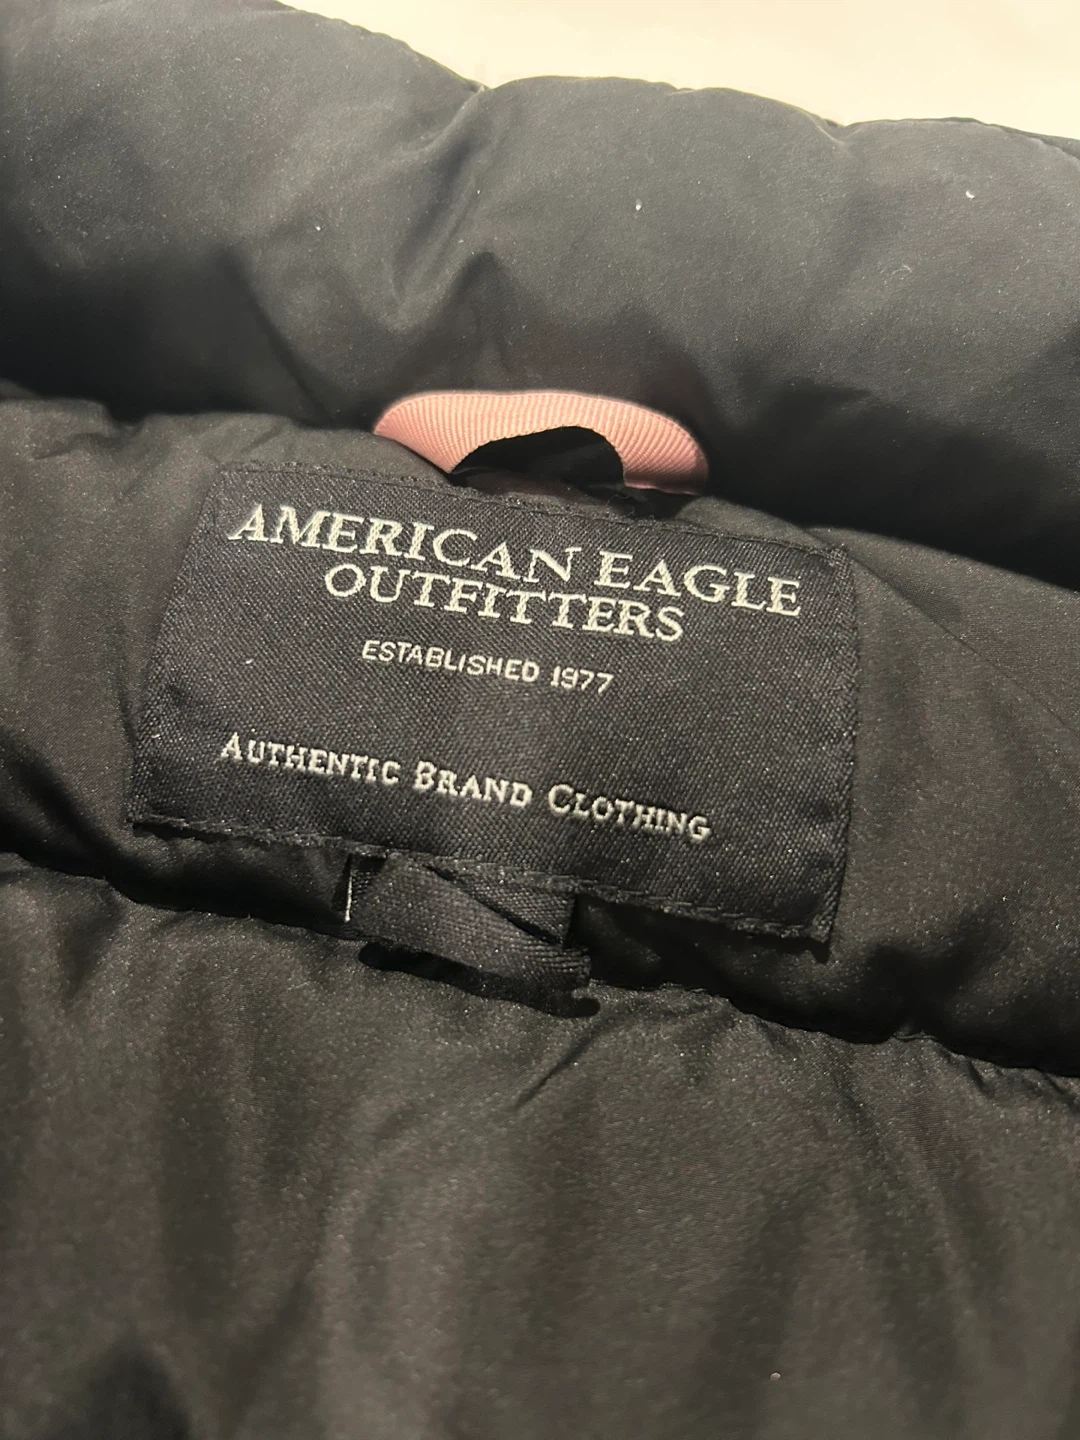 AMERICAN EAGLE
OUTFITTERS
ESTABLISHED 1977
AUTHENTIC BRAND CLOTHING